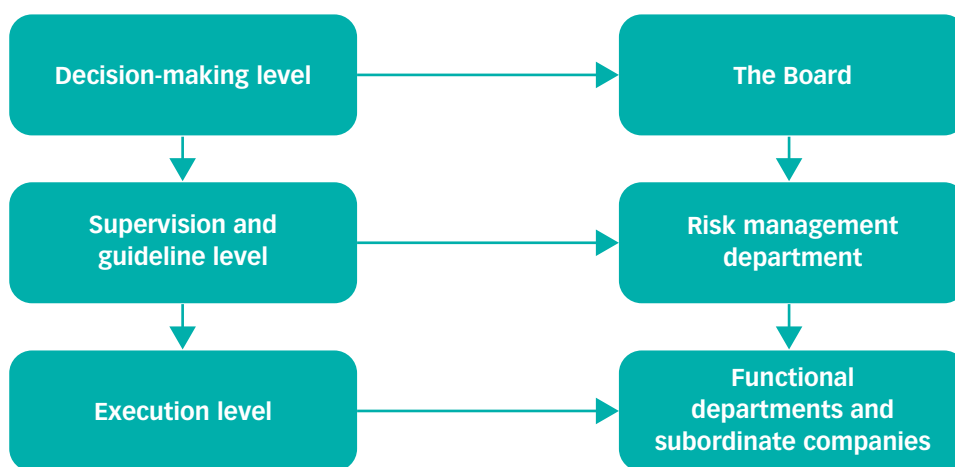 Decision-making level
The Board
Supervision and
guideline level
Risk management
department
Execution level
Functional
departments and
subordinate companies